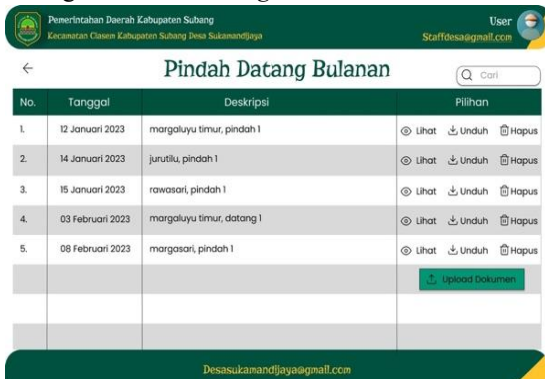 Pemerintahan Daerah Kabupaten Subang
Kecamatan Ciasem Kabupaten Subang Desa Sukamandijaya
User
Staffdesa@gmail.com
Pindah Datang Bulanan
Cari
No. Tanggal Deskripsi Pilihan
1. 12 Januari 2023 margaluyu timur, pindah 1 Lihat Unduh Hapus
2. 14 Januari 2023 jurutilu, pindah 1 Lihat Unduh Hapus
3. 15 Januari 2023 rawasari, pindah 1 Lihat Unduh Hapus
4. 03 Februari 2023 margaluyu timur, datang 1 Lihat Unduh Hapus
5. 08 Februari 2023 margasari, pindah 1 Lihat Unduh Hapus
Upload Dokumen
Desasukamandijaya@gmail.com